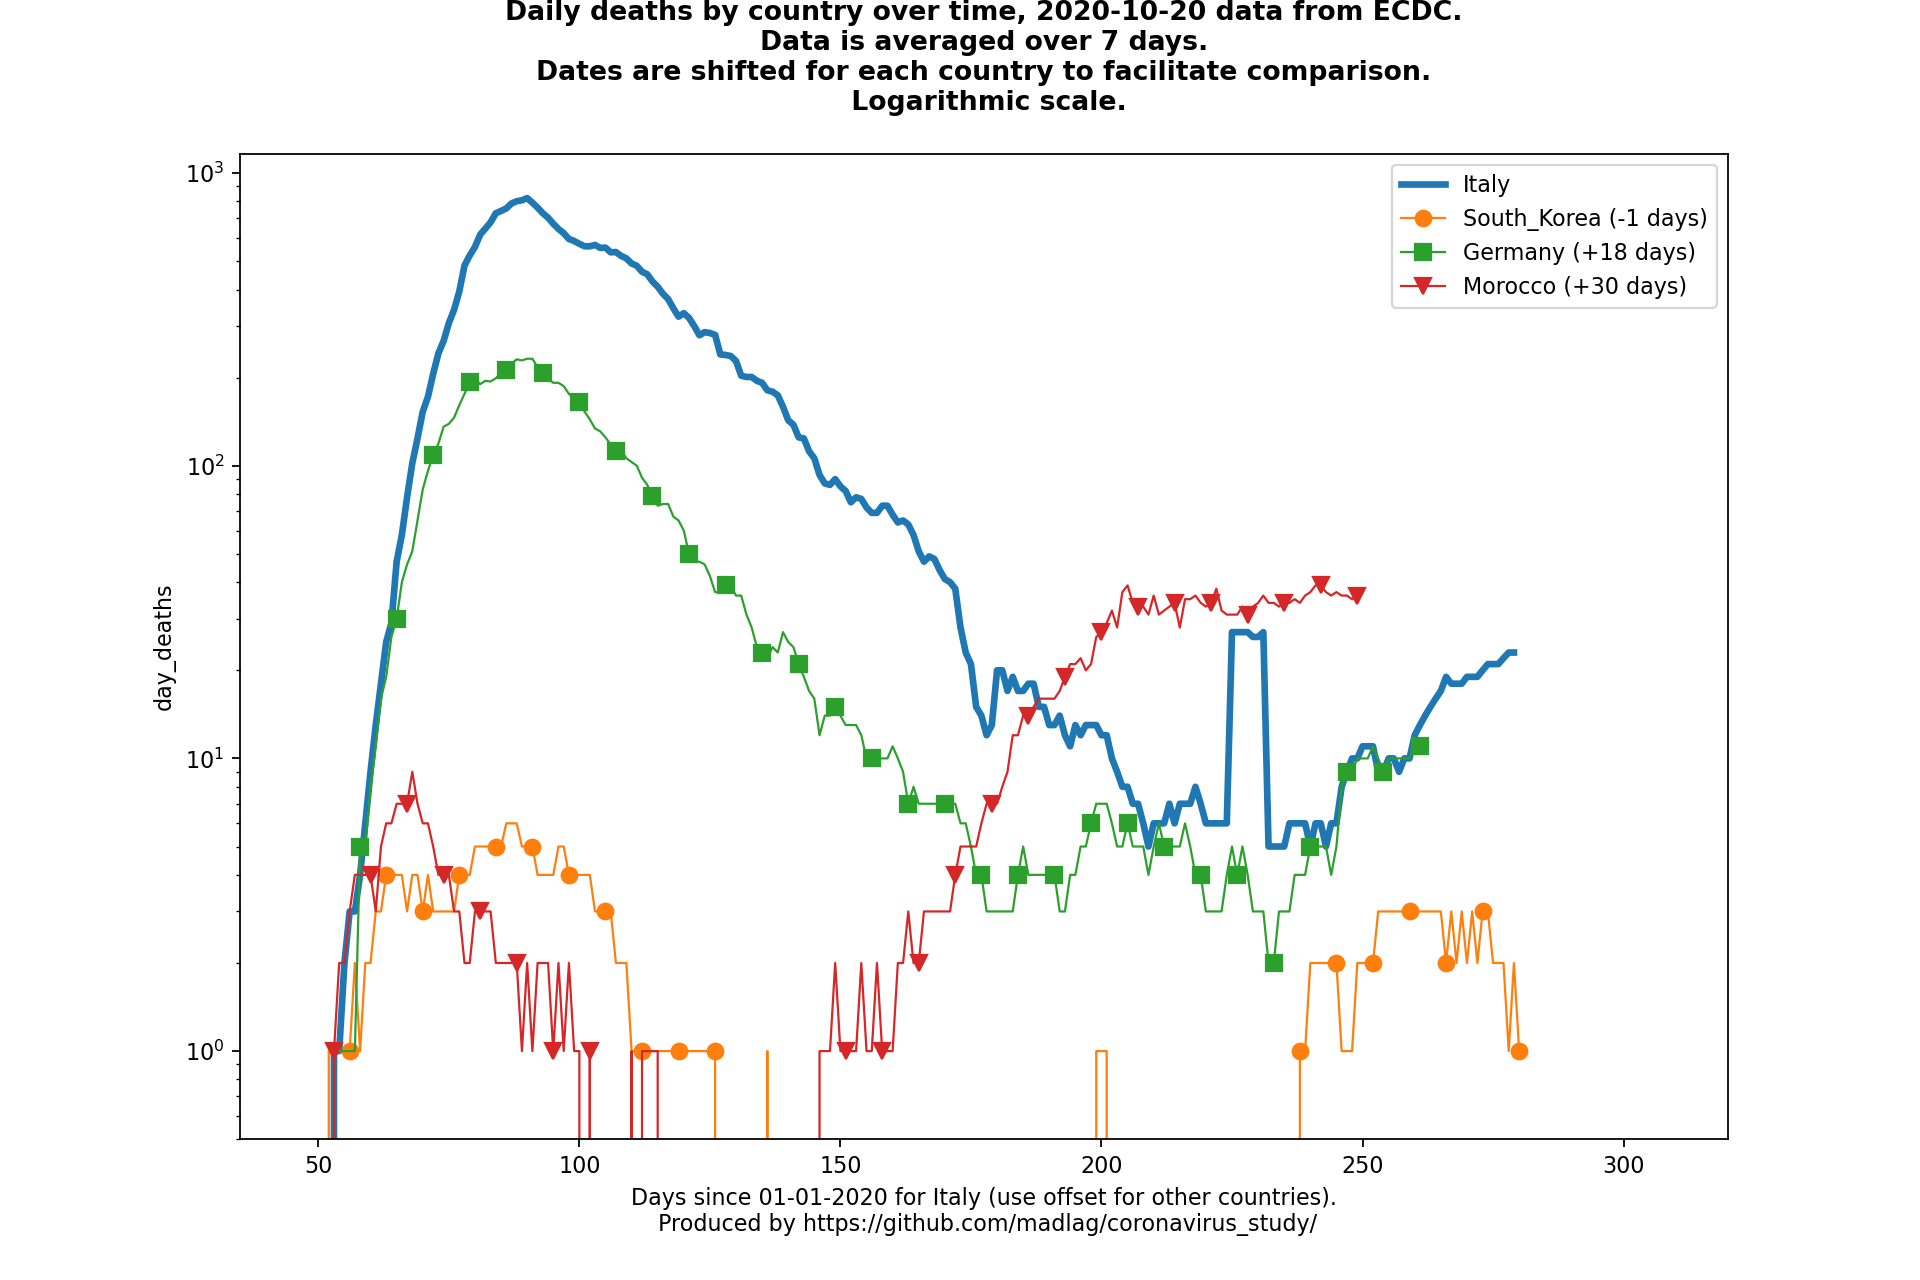 Daily deaths by country over time, 2020-10-20 data from ECDC.
Data is averaged over 7 days.
Dates are shifted for each country to facilitate comparison.
Logarithmic scale.
10³
10²
10¹
10⁰
day_deaths
Italy
South_Korea (-1 days)
Germany (+18 days)
Morocco (+30 days)
50 100 150 200 250 300
Days since 01-01-2020 for Italy (use offset for other countries).
Produced by https://github.com/madlag/coronavirus_study/